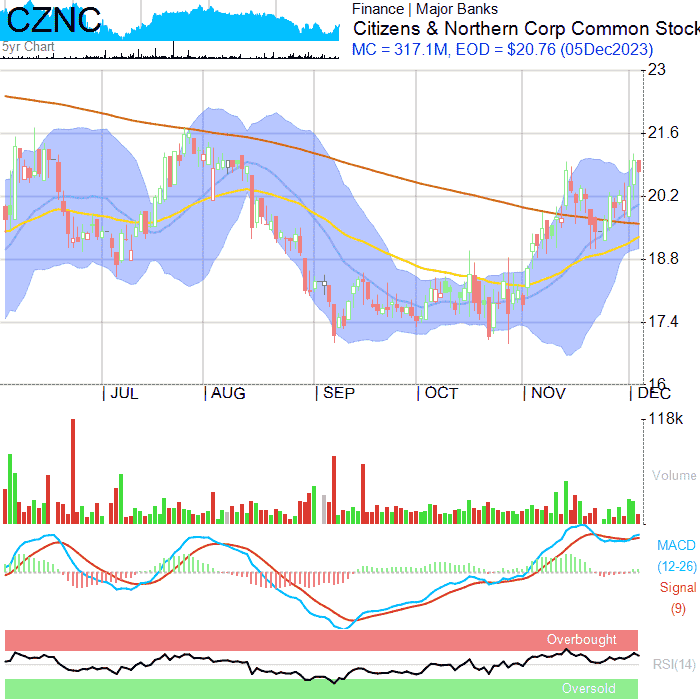 CZNC
Finance | Major Banks
Citizens & Northern Corp Common Stock
MC = 317.1M, EOD = $20.76 (05Dec2023)
5yr Chart
23
21.6
20.2
18.8
17.4
16
JUL
AUG
SEP
OCT
NOV
DEC
118k
Volume
MACD
(12-26)
Signal
(9)
Overbought
RSI(14)
Oversold